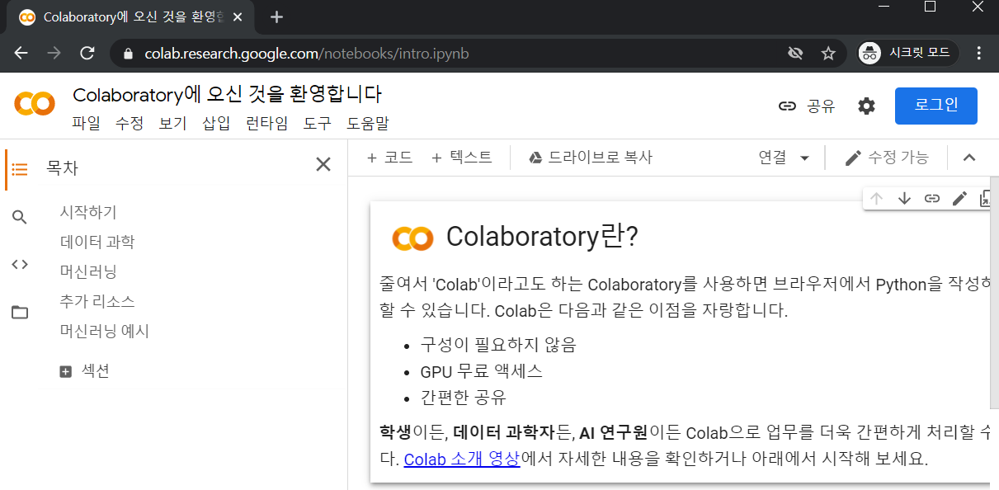 Colaboratory에 오신 것을 환영
colab.research.google.com/notebooks/intro.ipynb
시크릿 모드
Colaboratory에 오신 것을 환영합니다
공유
로그인
파일 수정 보기 삽입 런타임 도구 도움말
목차
+ 코드 + 텍스트 드라이브로 복사 연결 수정 가능
시작하기
데이터 과학
머신러닝
추가 리소스
머신러닝 예시
섹션
Colaboratory란?
줄여서 'Colab'이라고도 하는 Colaboratory를 사용하면 브라우저에서 Python을 작성하
할 수 있습니다. Colab은 다음과 같은 이점을 자랑합니다.
• 구성이 필요하지 않음
• GPU 무료 액세스
• 간편한 공유
학생이든, 데이터 과학자든, AI 연구원이든 Colab으로 업무를 더욱 간편하게 처리할 수
다. Colab 소개 영상에서 자세한 내용을 확인하거나 아래에서 시작해 보세요.